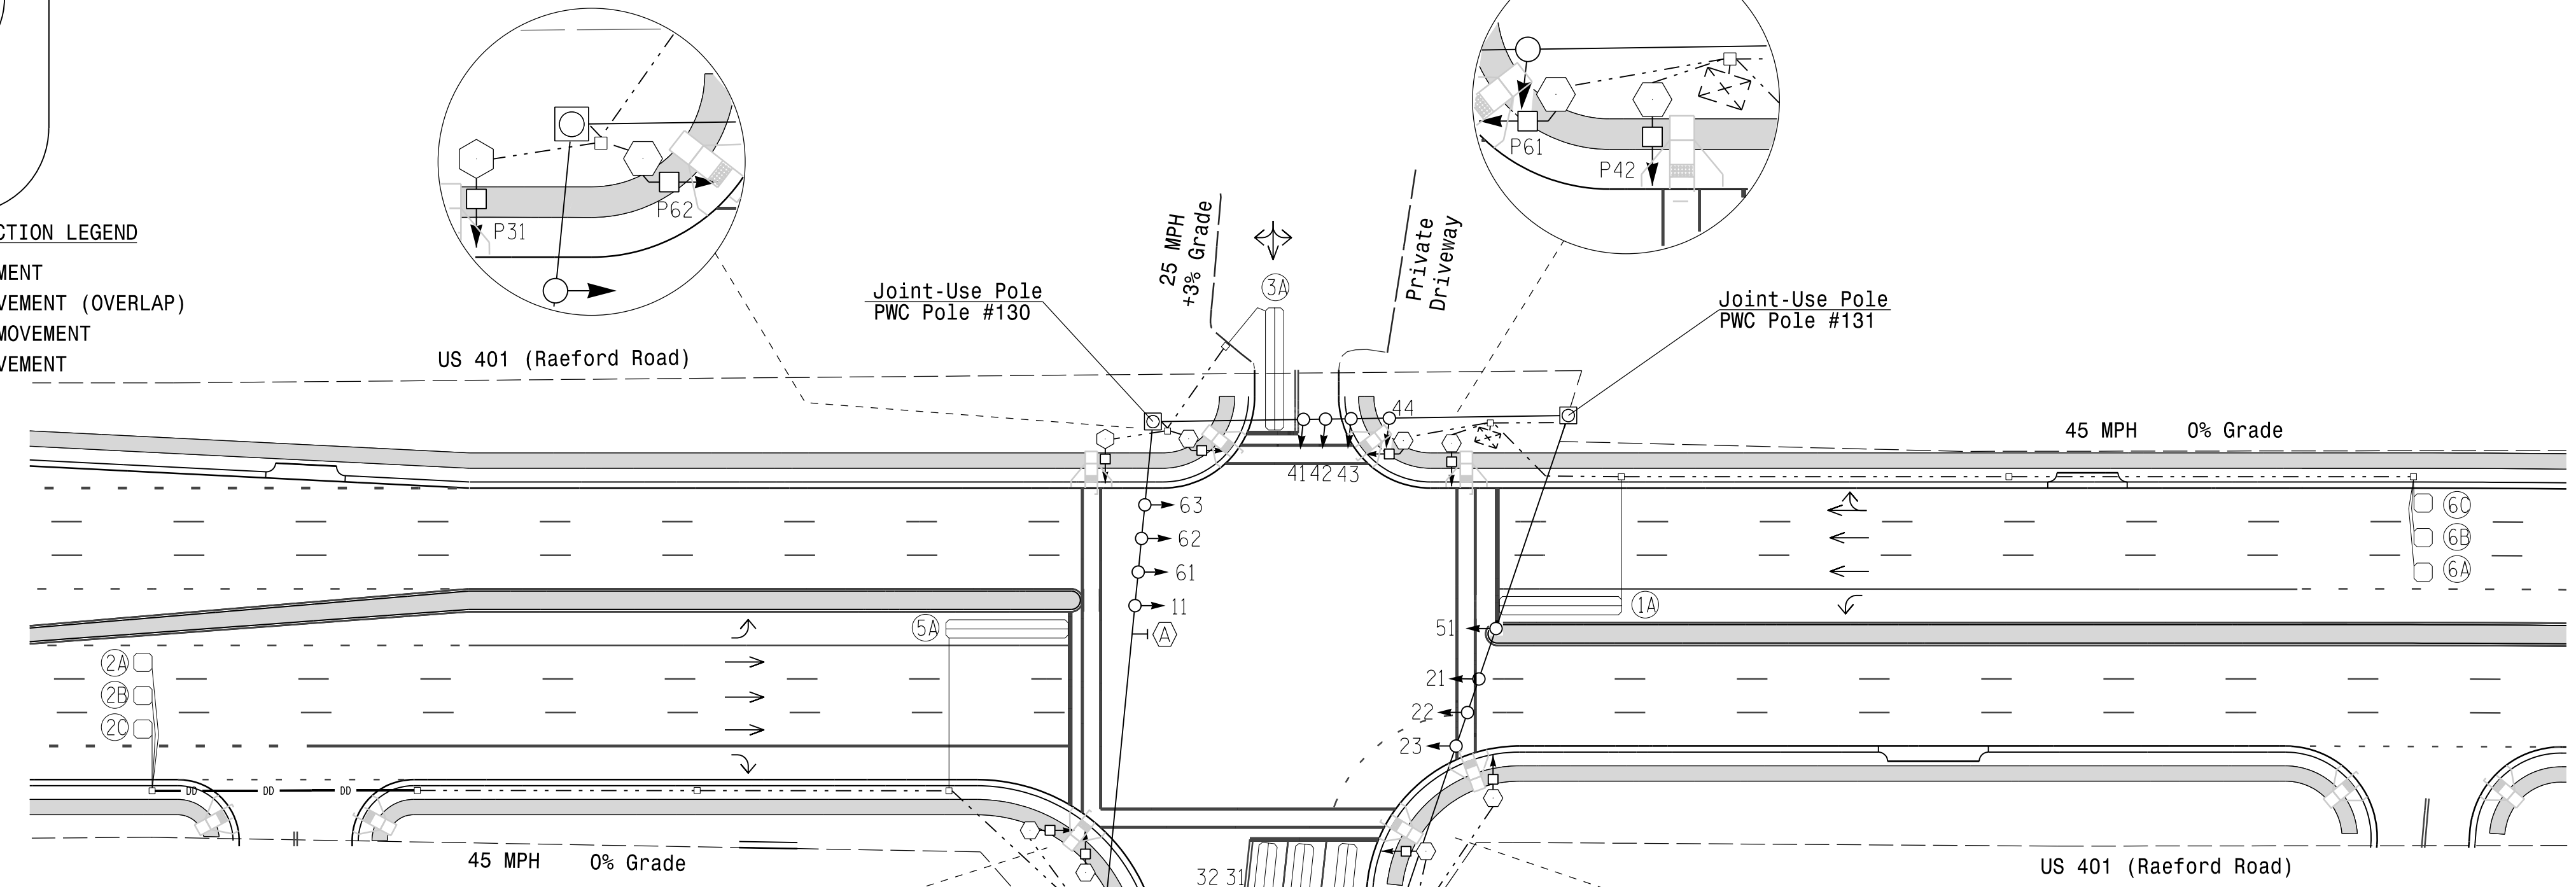 P31
P62
P61
P42
CTION LEGEND
MENT
VEMENT (OVERLAP)
MOVEMENT
VEMENT
US 401 (Raeford Road)
Joint-Use Pole
PWC Pole #130
25 MPH
+3% Grade
3A
Private
Driveway
Joint-Use Pole
PWC Pole #131
45 MPH 0% Grade
44
41 42 43
63
62
61
11
A
51
21
22
23
6C
6B
6A
1A
5A
2A
2B
2C
DD DD DD
45 MPH 0% Grade
32 31
US 401 (Raeford Road)